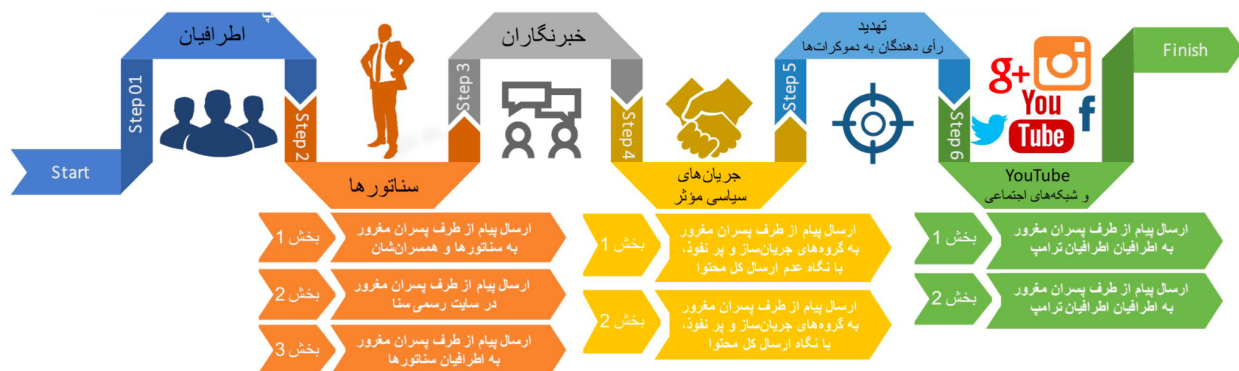 Start
Step 01
اطرافیان
Step 2
سناتورها
Step 3
خبرنگاران
Step 4
جریان‌های
سیاسی مؤثر
Step 5
تهدید
رأی دهندگان به دموکرات‌ها
Step 6
g+
You
Tube
f
YouTube
و شبکه‌های اجتماعی
Finish
بخش 1
ارسال پیام از طرف پسران مغرور
به سناتورها و همسران‌شان
بخش 2
ارسال پیام از طرف پسران مغرور
در سایت رسمی سنا
بخش 3
ارسال پیام از طرف پسران مغرور
به اطرافیان سناتورها
بخش 1
ارسال پیام از طرف پسران مغرور
به گروه‌های جریان‌ساز و پر نفوذ،
با نگاه عدم ارسال کل محتوا
بخش 2
ارسال پیام از طرف پسران مغرور
به گروه‌های جریان‌ساز و پر نفوذ،
با نگاه ارسال کل محتوا
بخش 1
ارسال پیام از طرف پسران مغرور
به اطرافیان اطرافیان ترامپ
بخش 2
ارسال پیام از طرف پسران مغرور
به اطرافیان اطرافیان ترامپ